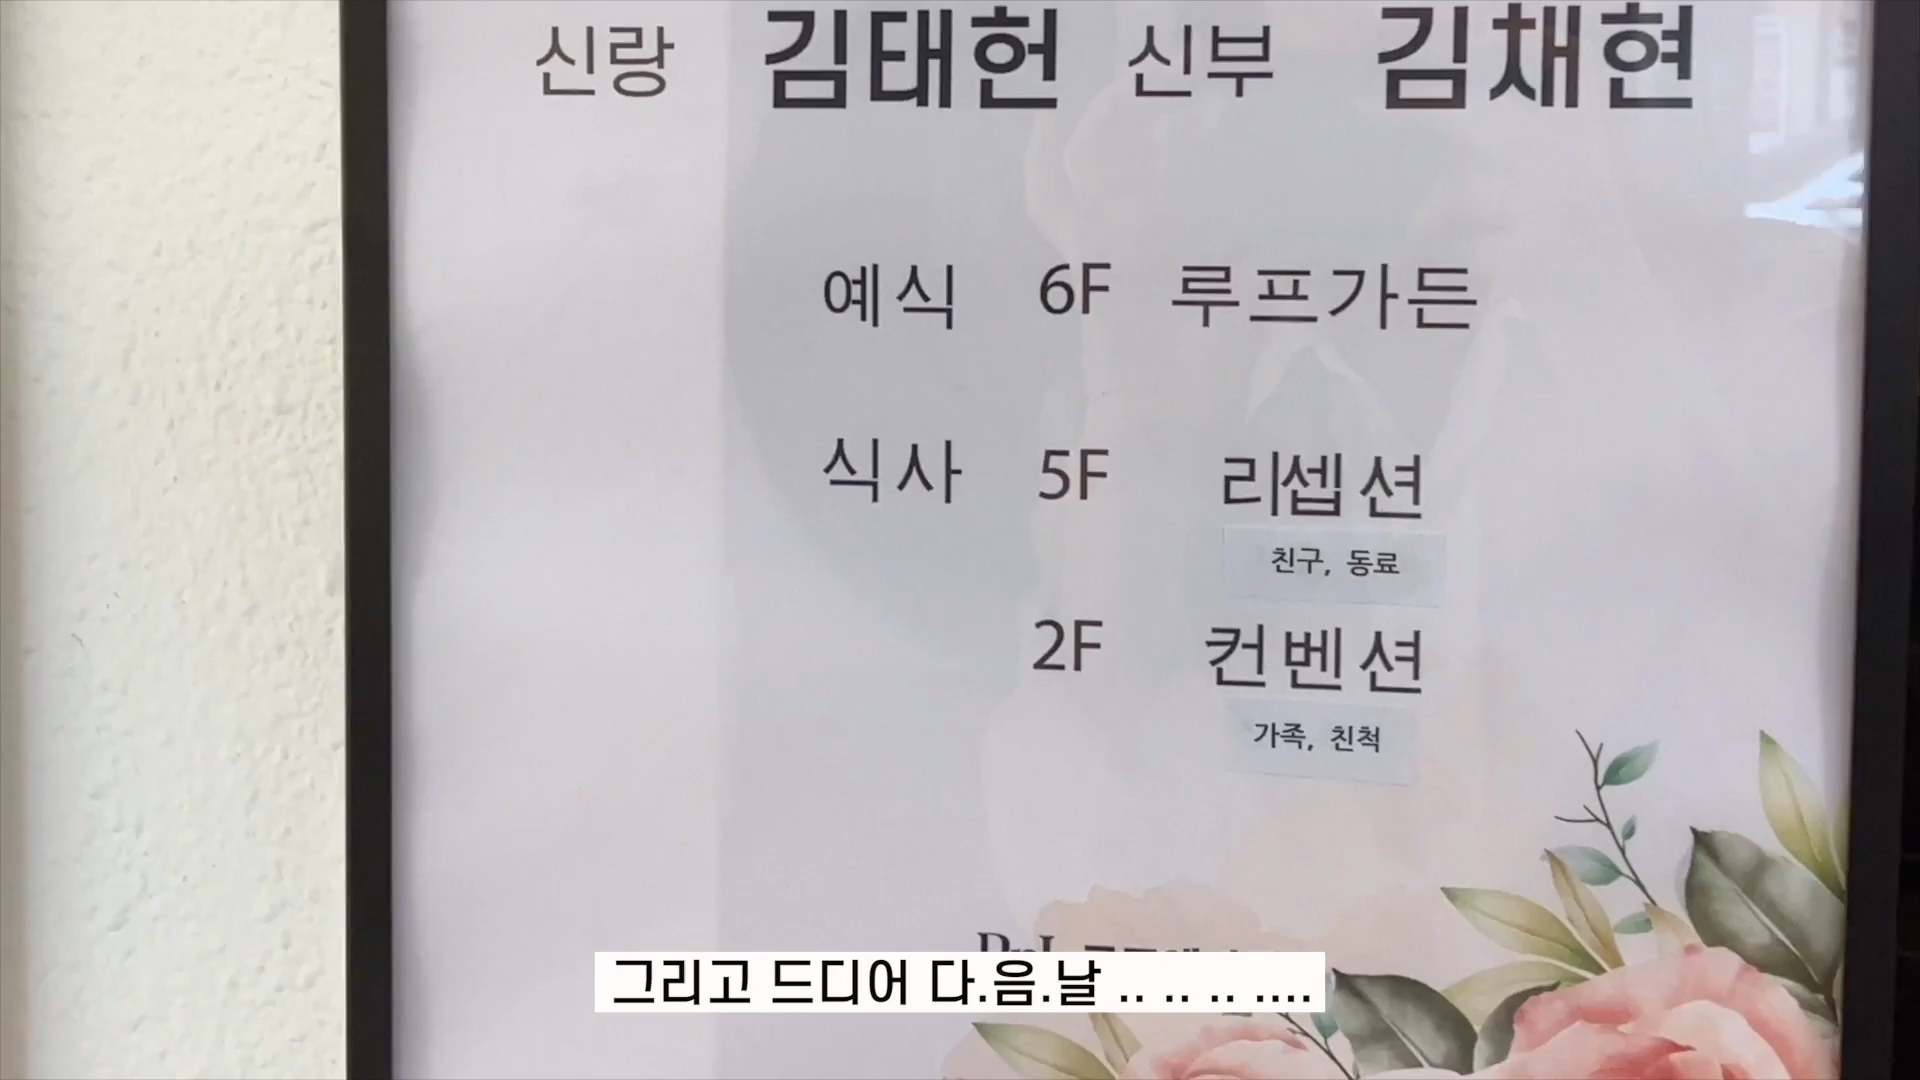 신랑 김태헌 신부 김채현
예식 6F 루프가든
식사 5F 리셉션
친구, 동료
2F 컨벤션
가족, 친척
그리고 드디어 다.음.날 .. .. .. ....